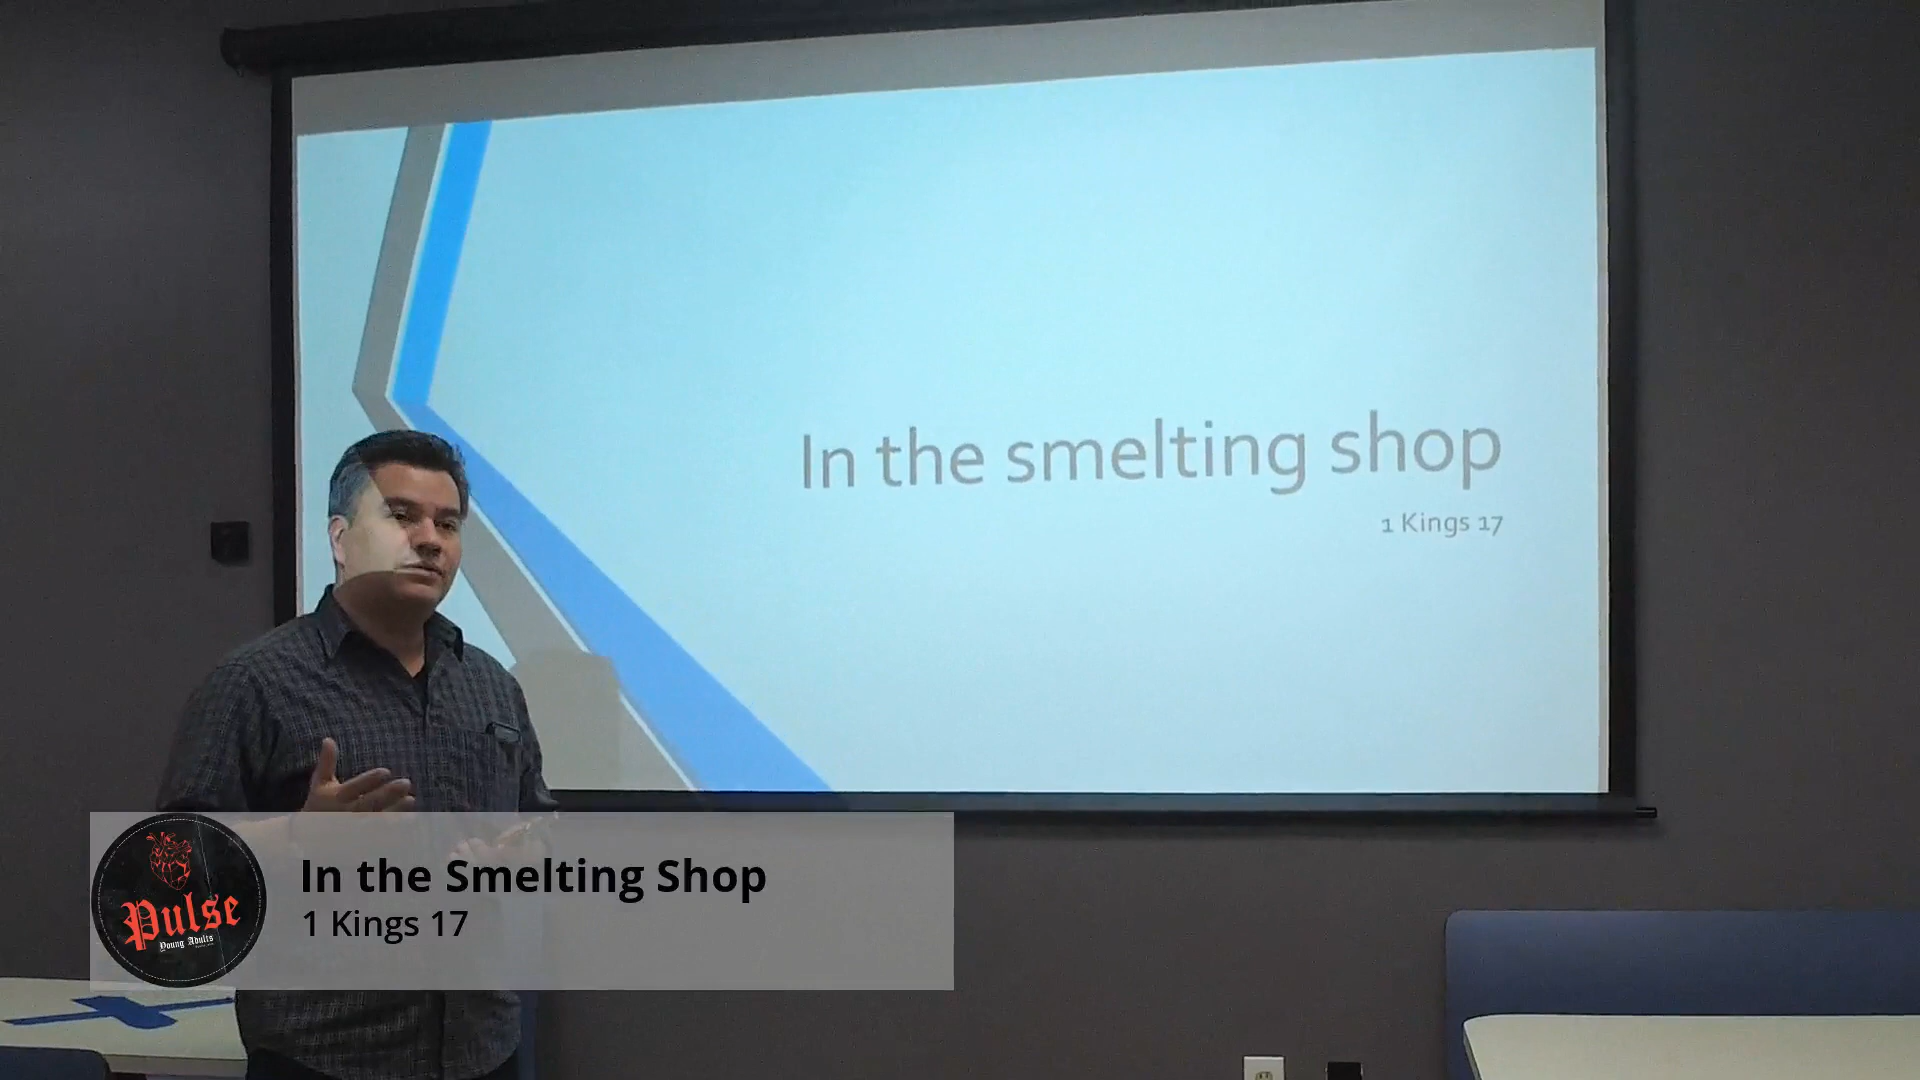 In the smelting shop
1 Kings 17
In the Smelting Shop
1 Kings 17
Pulse
Young Adults